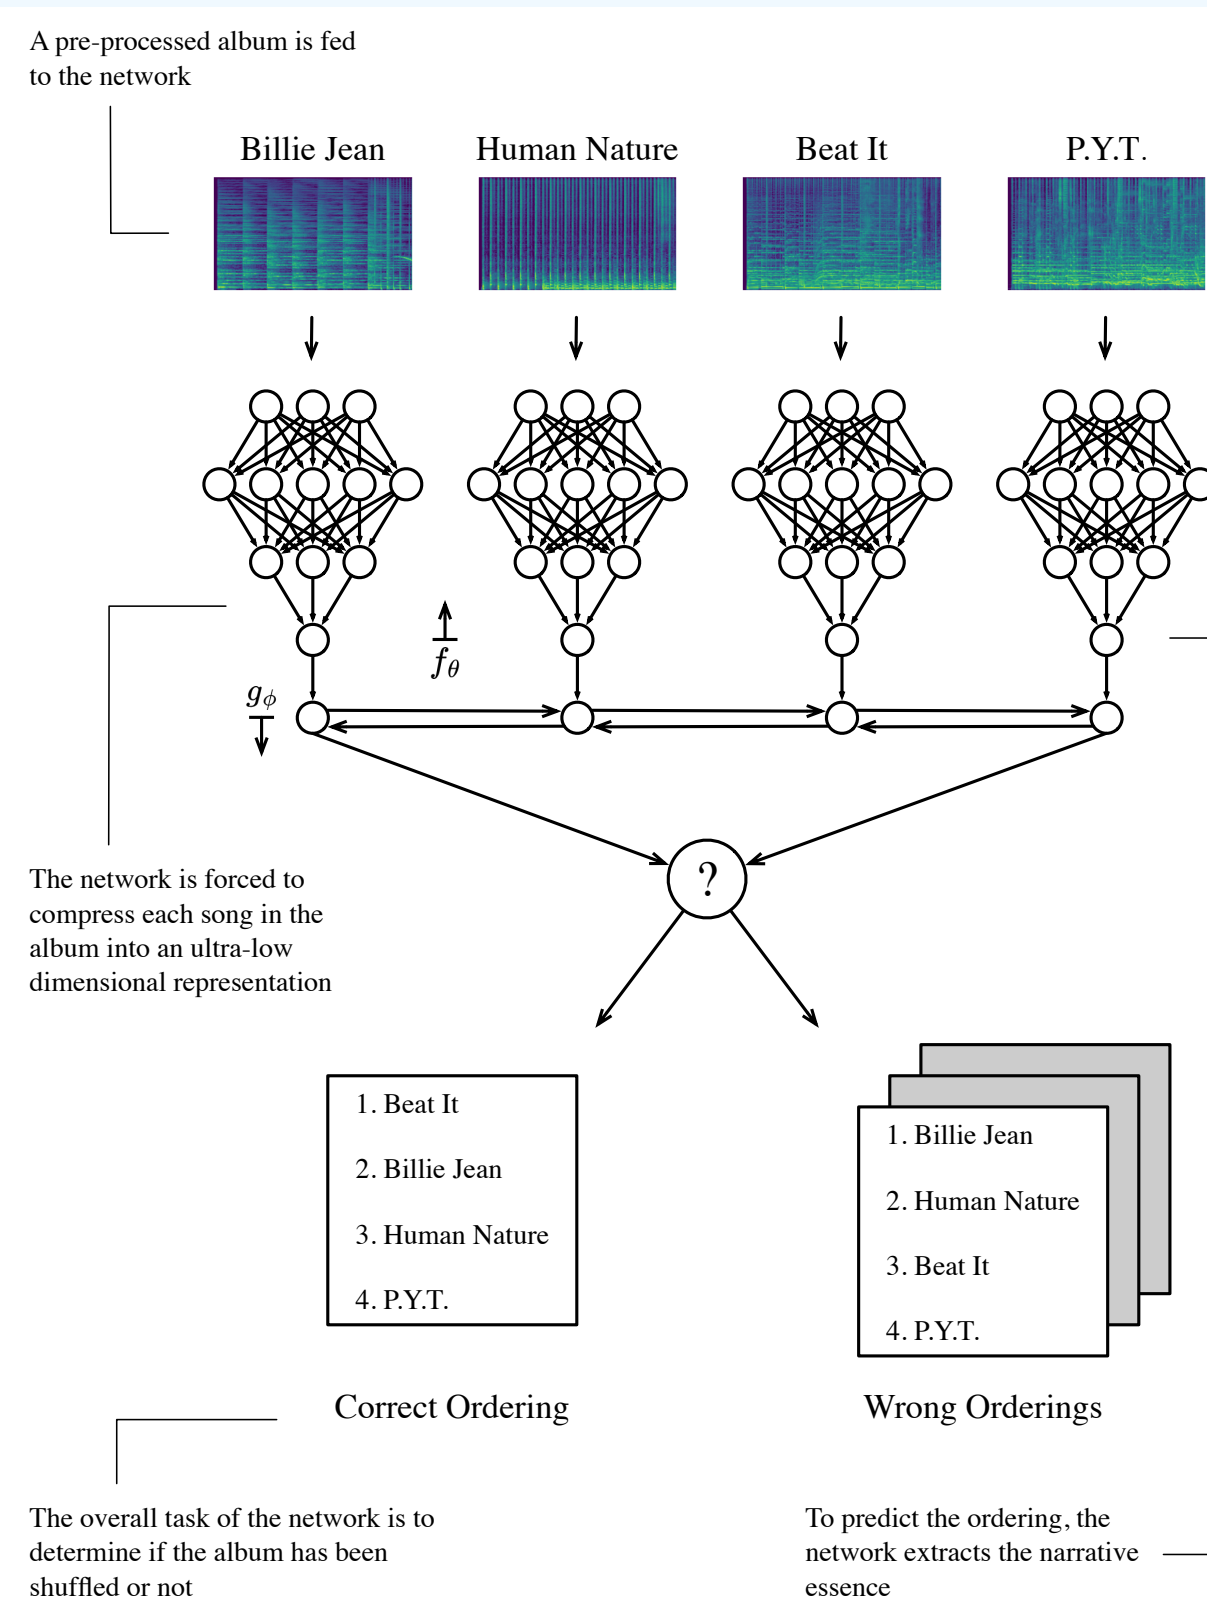 A pre-processed album is fed
to the network
Billie Jean
Human Nature
Beat It
P.Y.T.
f_θ
g_ϕ
?
The network is forced to
compress each song in the
album into an ultra-low
dimensional representation
1. Beat It
2. Billie Jean
3. Human Nature
4. P.Y.T.
1. Billie Jean
2. Human Nature
3. Beat It
4. P.Y.T.
Correct Ordering
Wrong Orderings
The overall task of the network is to
determine if the album has been
shuffled or not
To predict the ordering, the
network extracts the narrative
essence